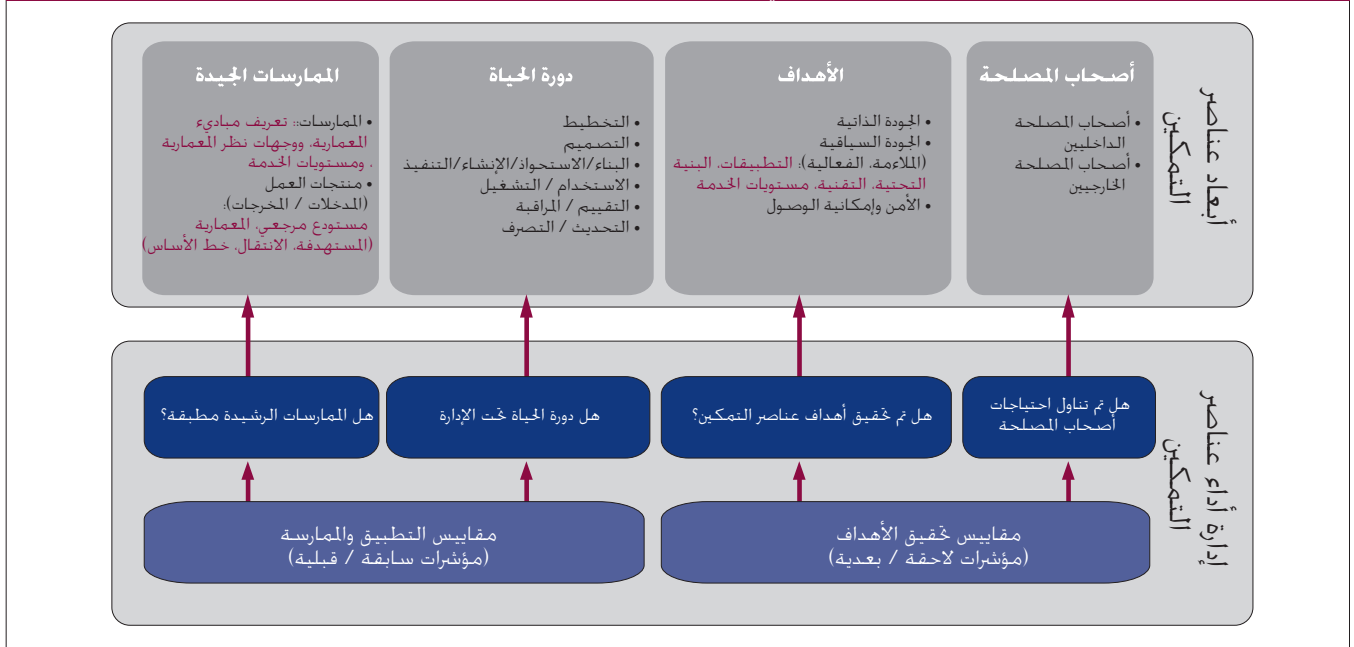 أبعاد عناصر
التمكين
أصحاب المصلحة
• أصحاب المصلحة
الداخليين
• أصحاب المصلحة
الخارجيين
الأهداف
• الجودة الذاتية
• الجودة السياقية
(الملاءمة، الفعالية): التطبيقات، البنية
التحتية، التقنية، مستويات الخدمة
• الأمن وإمكانية الوصول
دورة الحياة
• التخطيط
• التصميم
• البناء/الاستحواذ/الإنشاء/التنفيذ
• الاستخدام / التشغيل
• التقييم / المراقبة
• التحديث / التصرف
الممارسات الجيدة
• الممارسات:: تعريف مباديء
المعمارية، ووجهات نظر المعمارية
، ومستويات الخدمة
• منتجات العمل
(المدخلات / المخرجات):
مستودع مرجعي، المعمارية
(المستهدفة، الانتقال، خط الأساس)
إدارة أداء عناصر
التمكين
هل تم تناول احتياجات
أصحاب المصلحة
هل تم تحقيق أهداف عناصر التمكين؟
هل دورة الحياة تحت الإدارة
هل الممارسات الرشيدة مطبقة؟
مقاييس تحقيق الأهداف
(مؤشرات لاحقة / بعدية)
مقاييس التطبيق والممارسة
(مؤشرات سابقة / قبلية)